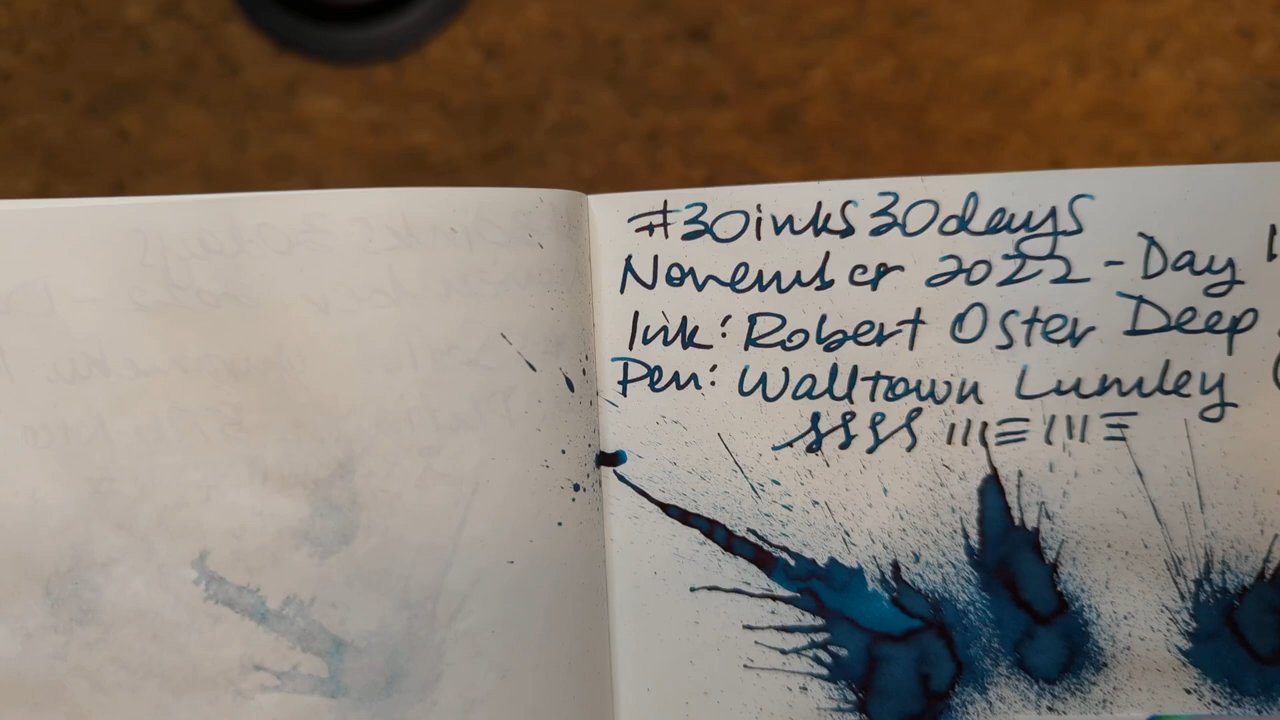 #30inks30days
November 2022 - Day
Ink: Robert Oster Deep
Pen: Walltown Lumley